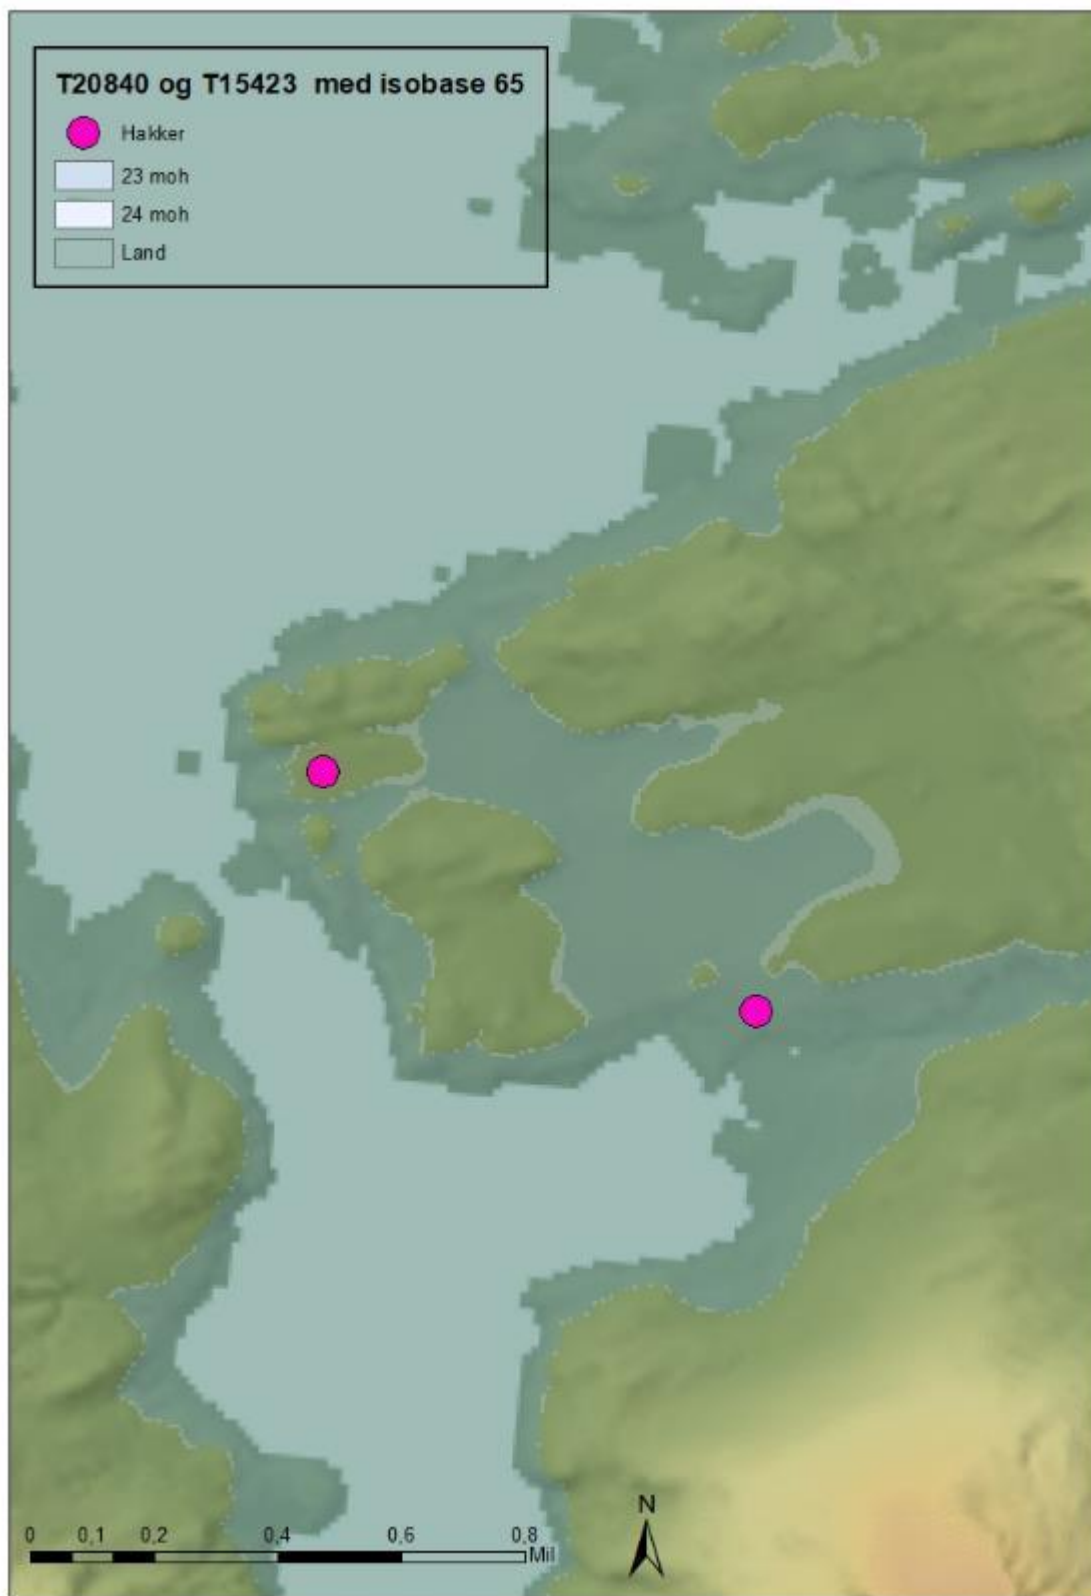 T20840 og T15423 med isobase 65
Hakker
23 moh
24 moh
Land
N
0 0,1 0,2 0,4 0,6 0,8
Mil